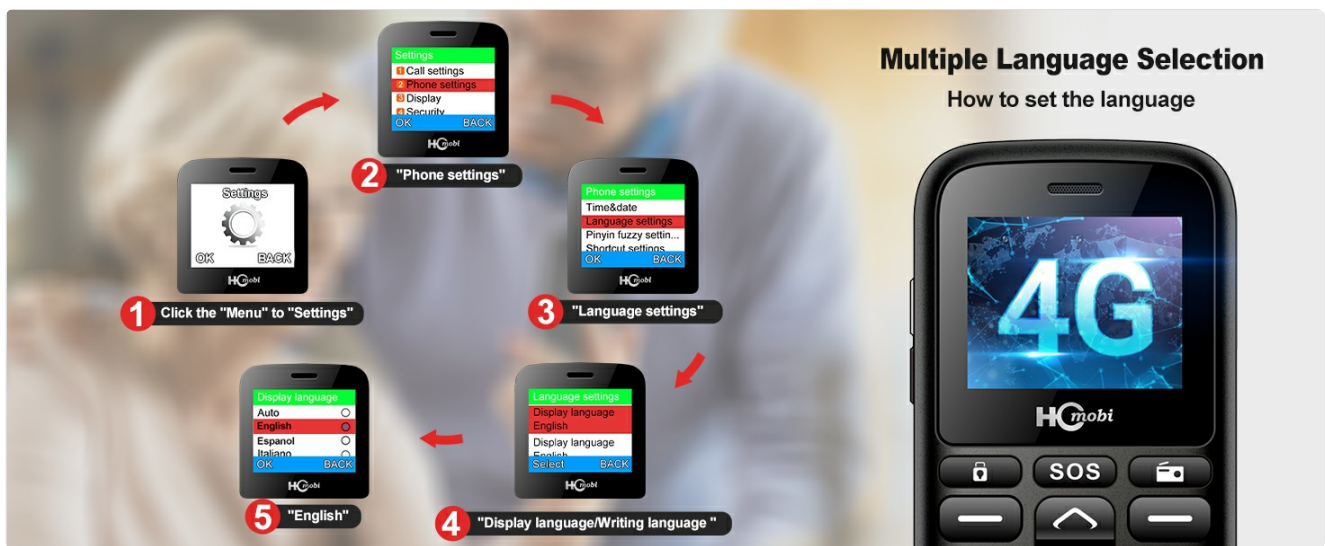 Multiple Language Selection
How to set the language
Settings
OK BACK
HCmobi
1 Click the "Menu" to "Settings"
Settings
1 Call settings
2 Phone settings
3 Display
4 Security
OK BACK
HCmobi
2 "Phone settings"
Phone settings
Time&date
Language settings
Pinyin fuzzy settin...
Shortcut settings
OK BACK
HCmobi
3 "Language settings"
Language settings
Display language
English
Display language
English
Select BACK
HCmobi
4 "Display language/Writing language "
Display language
Auto
English
Espanol
Italiano
OK BACK
HCmobi
5 "English"
4G
HCmobi
SOS